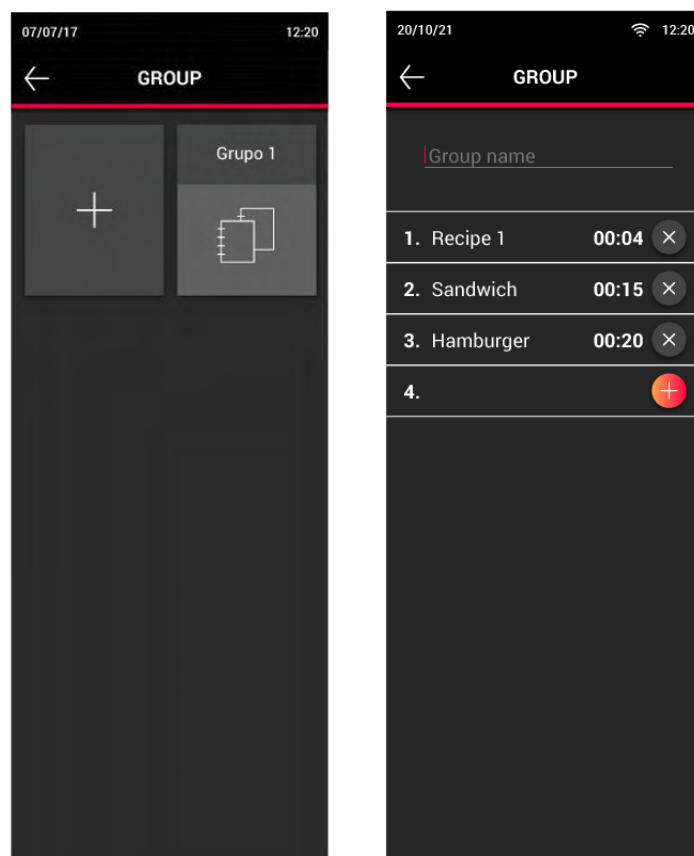 07/07/17 12:20
GROUP
Grupo 1
20/10/21 12:20
GROUP
Group name
1. Recipe 1 00:04
2. Sandwich 00:15
3. Hamburger 00:20
4.